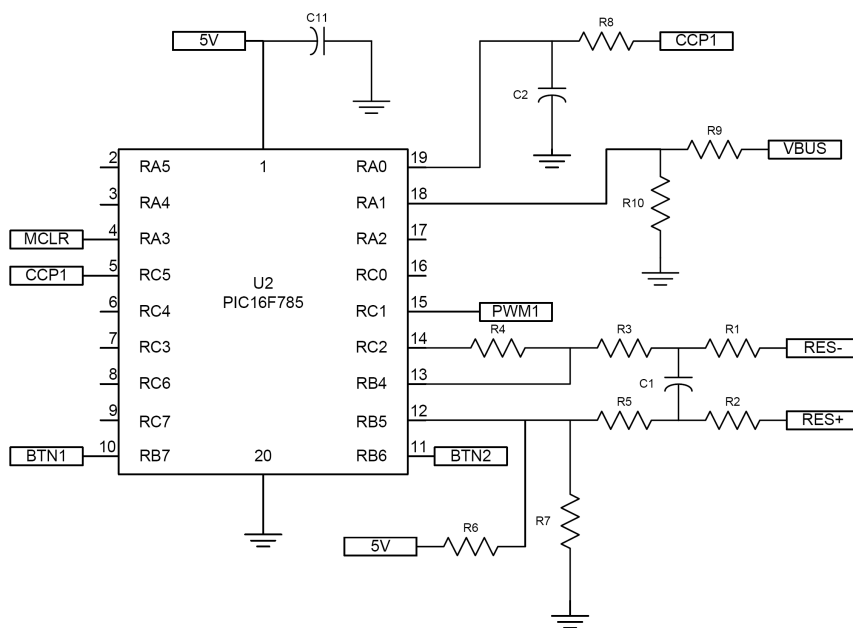 C11
5V
R8
CCP1
C2
R9
VBUS
2 RA5 1 RA0 19
3 RA4 RA1 18
R10
MCLR 4 RA3 RA2 17
CCP1 5 RC5 RC0 16
U2
PIC16F785
6 RC4 RC1 15 PWM1
R4 R3 R1
7 RC3 RC2 14 RES-
8 RC6 RB4 13
C1
R5 R2
9 RC7 RB5 12 RES+
BTN1 10 RB7 20 RB6 11 BTN2
R6 R7
5V